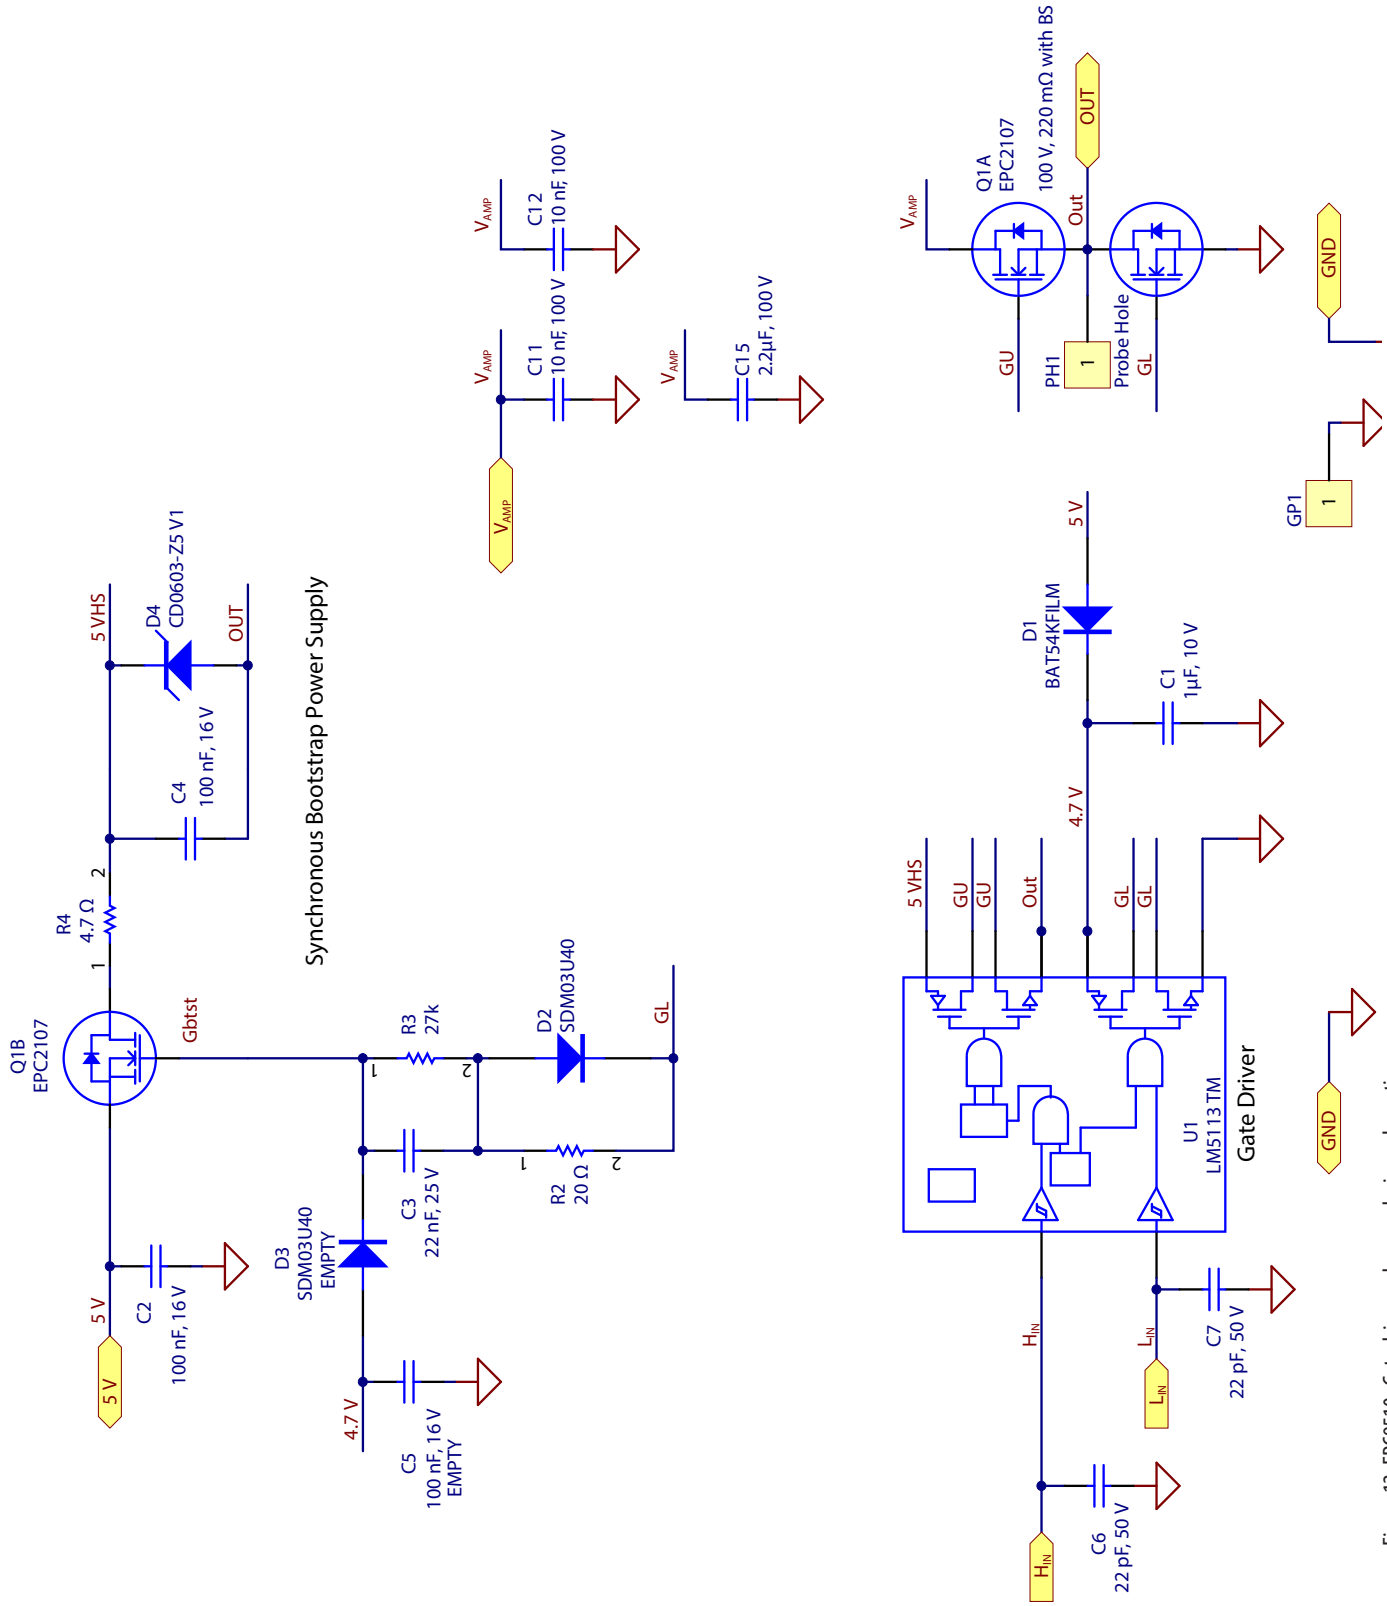 Q1B
EPC2107
5 V
5 V
C2
100 nF, 16 V
Gbtst
1
R4
4.7 Ω
2
5 VHS
D4
CD0603-Z5 V1
C4
100 nF, 16 V
OUT
Synchronous Bootstrap Power Supply
4.7 V
C5
100 nF, 16 V
EMPTY
D3
SDM03U40
EMPTY
C3
22 nF, 25 V
1
R3
27k
2
D2
SDM03U40
1
R2
20 Ω
2
GL
VAMP
VAMP
C11
10 nF, 100 V
VAMP
C12
10 nF, 100 V
VAMP
C15
2.2µF, 100 V
HIN
HIN
C6
22 pF, 50 V
LIN
LIN
C7
22 pF, 50 V
U1
LM5113 TM
Gate Driver
5 VHS
GU
GU
Out
4.7 V
GL
GL
D1
BAT54KFILM
5 V
C1
1µF, 10 V
VAMP
Q1A
EPC2107
100 V, 220 mΩ with BS
GU
PH1
1
Probe Hole
GL
Out
OUT
GND
GP1
1
GND